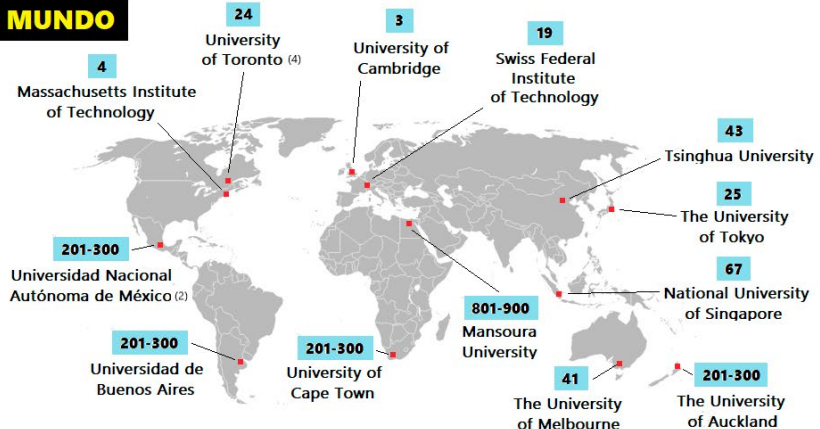 MUNDO
24
University
of Toronto (4)
3
University of
Cambridge
19
Swiss Federal
Institute
of Technology
4
Massachusetts Institute
of Technology
43
Tsinghua University
25
The University
of Tokyo
201-300
Universidad Nacional
Autónoma de México (2)
67
National University
of Singapore
801-900
Mansoura
University
201-300
Universidad de
Buenos Aires
201-300
University of
Cape Town
41
The University
of Melbourne
201-300
The University
of Auckland